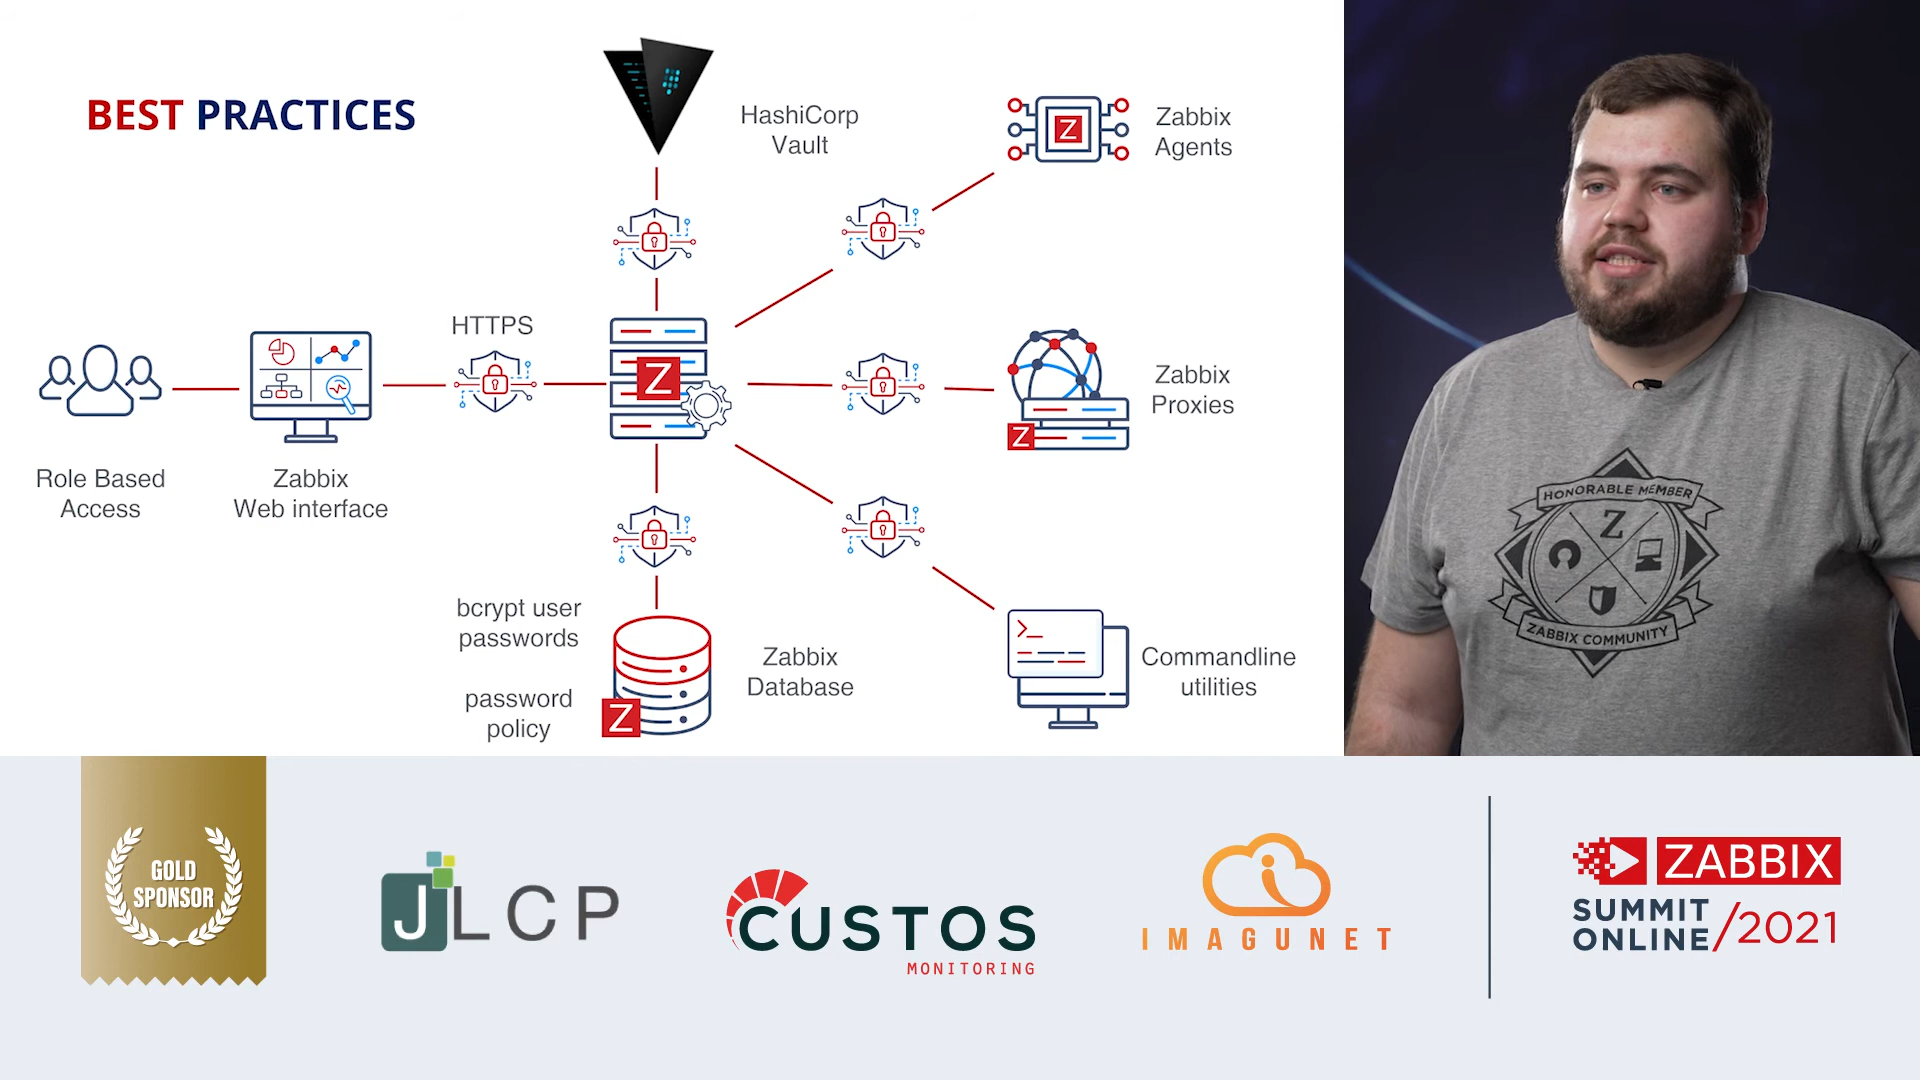 BEST PRACTICES
HashiCorp
Vault
Zabbix
Agents
HTTPS
Z
Zabbix
Proxies
Z
Z
Role Based
Access
Zabbix
Web interface
bcrypt user
passwords
password
policy
Z
Zabbix
Database
>_
Commandline
utilities
Z
HONORABLE MEMBER
Z
ZABBIX COMMUNITY
GOLD
SPONSOR
JLCP
CUSTOS
MONITORING
IMAGUNET
ZABBIX
SUMMIT
ONLINE/2021